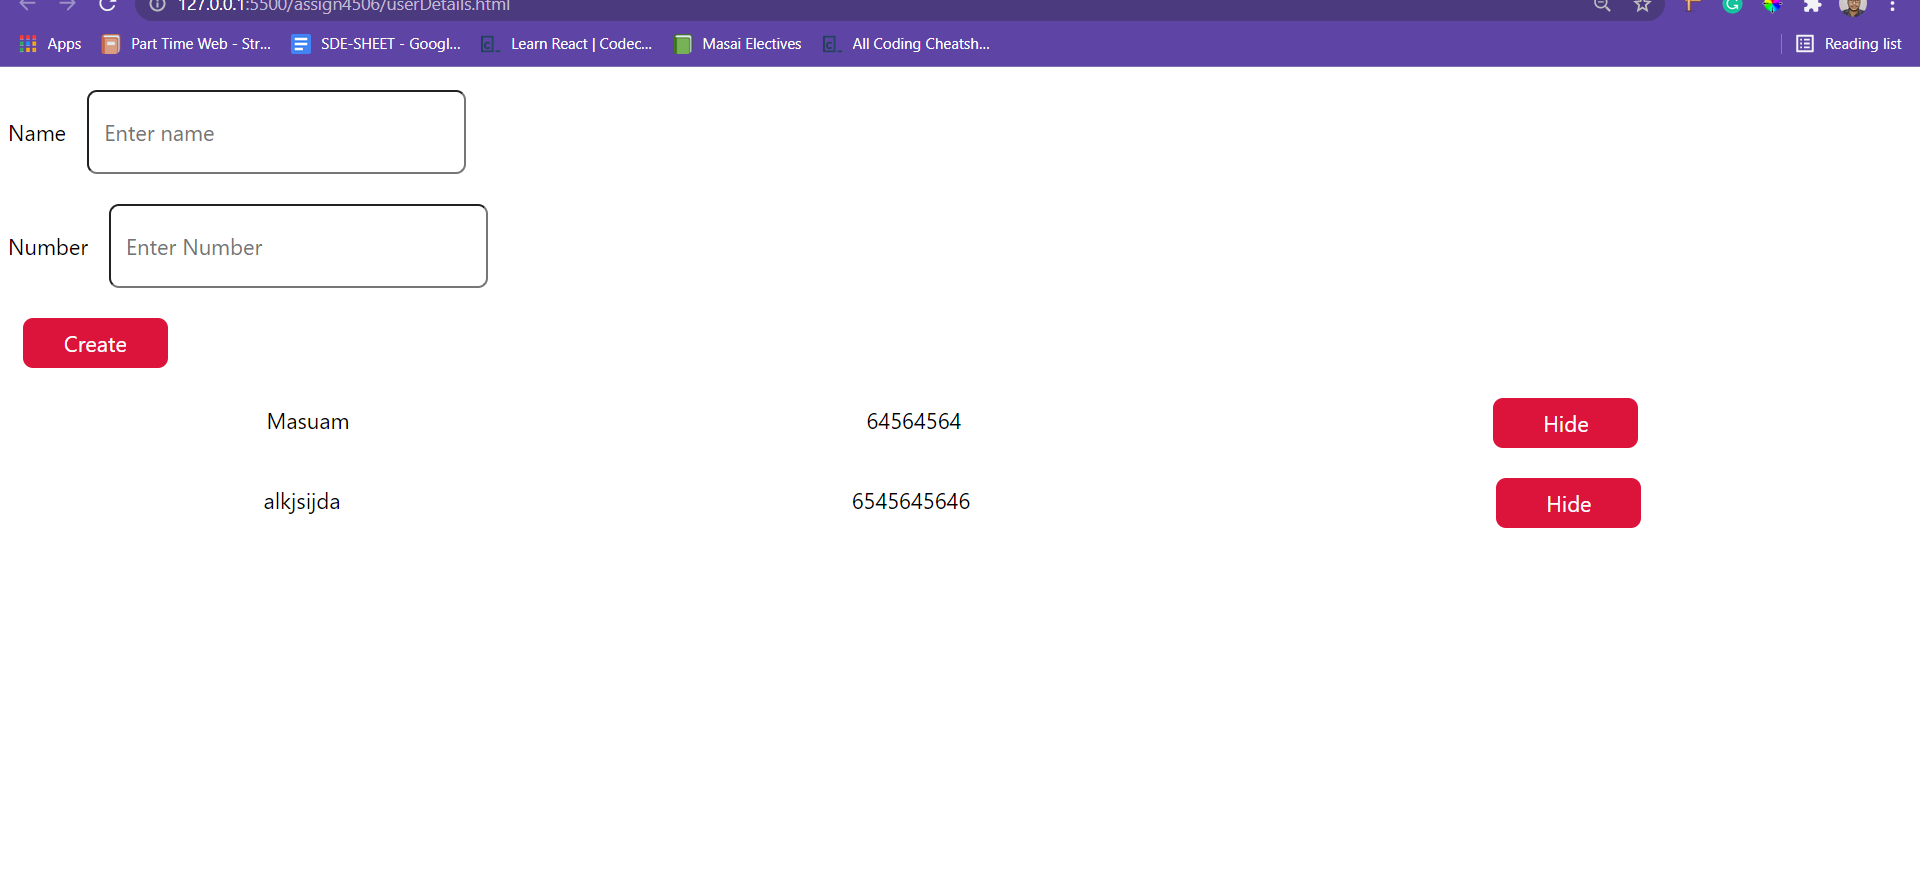 127.0.0.1:5500/assign4506/userDetails.html
Apps Part Time Web - Str... SDE-SHEET - Googl... Learn React | Codec... Masai Electives All Coding Cheatsh... Reading list
Name Enter name
Number Enter Number
Create
Masuam 64564564 Hide
alkjsijda 6545645646 Hide